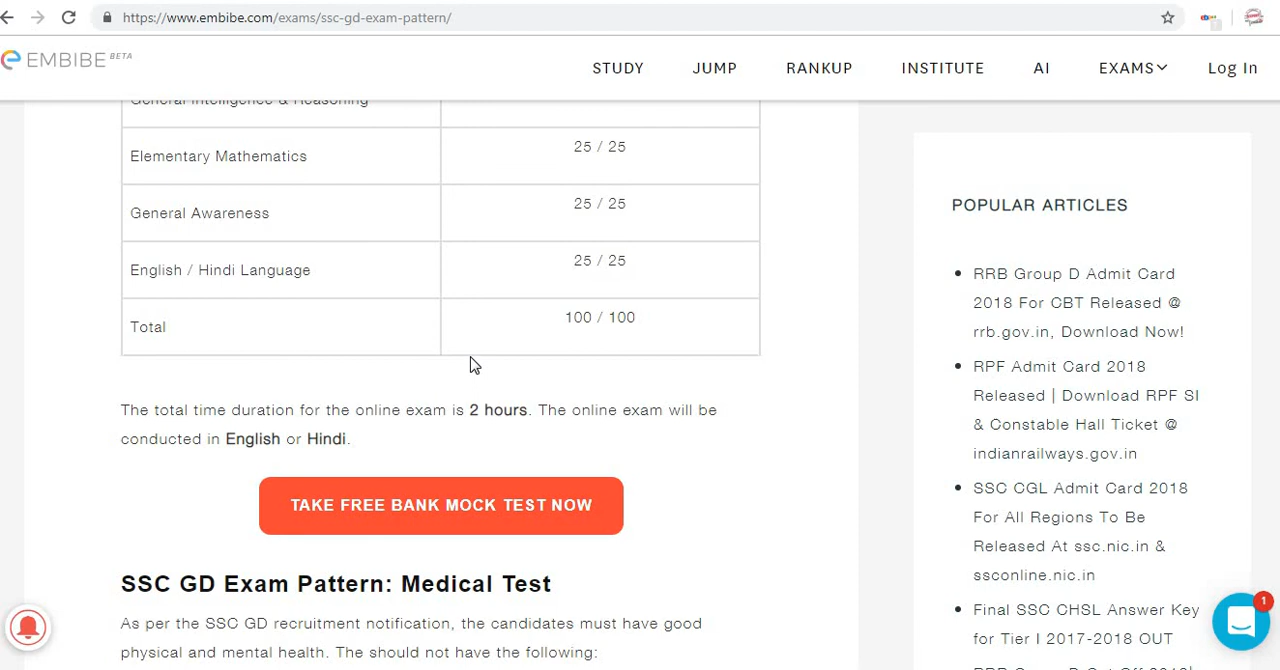 https://www.embibe.com/exams/ssc-gd-exam-pattern/
EMBIBE BETA
STUDY JUMP RANKUP INSTITUTE AI EXAMS Log In
General Intelligence & Reasoning
Elementary Mathematics 25 / 25
General Awareness 25 / 25
English / Hindi Language 25 / 25
Total 100 / 100
The total time duration for the online exam is 2 hours. The online exam will be
conducted in English or Hindi.
TAKE FREE BANK MOCK TEST NOW
SSC GD Exam Pattern: Medical Test
As per the SSC GD recruitment notification, the candidates must have good
physical and mental health. The should not have the following:
POPULAR ARTICLES
RRB Group D Admit Card
2018 For CBT Released @
rrb.gov.in, Download Now!
RPF Admit Card 2018
Released | Download RPF SI
& Constable Hall Ticket @
indianrailways.gov.in
SSC CGL Admit Card 2018
For All Regions To Be
Released At ssc.nic.in &
ssconline.nic.in
Final SSC CHSL Answer Key
for Tier I 2017-2018 OUT
1